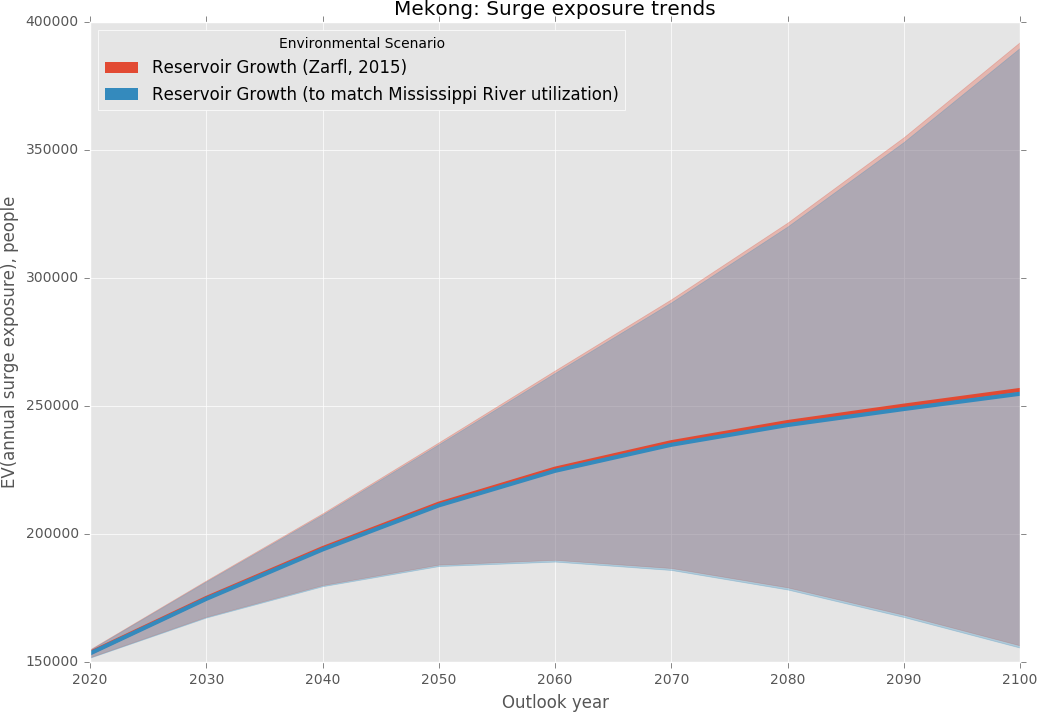 Mekong: Surge exposure trends
Environmental Scenario
Reservoir Growth (Zarfl, 2015)
Reservoir Growth (to match Mississippi River utilization)
EV(annual surge exposure), people
400000
350000
300000
250000
200000
150000
2020 2030 2040 2050 2060 2070 2080 2090 2100
Outlook year